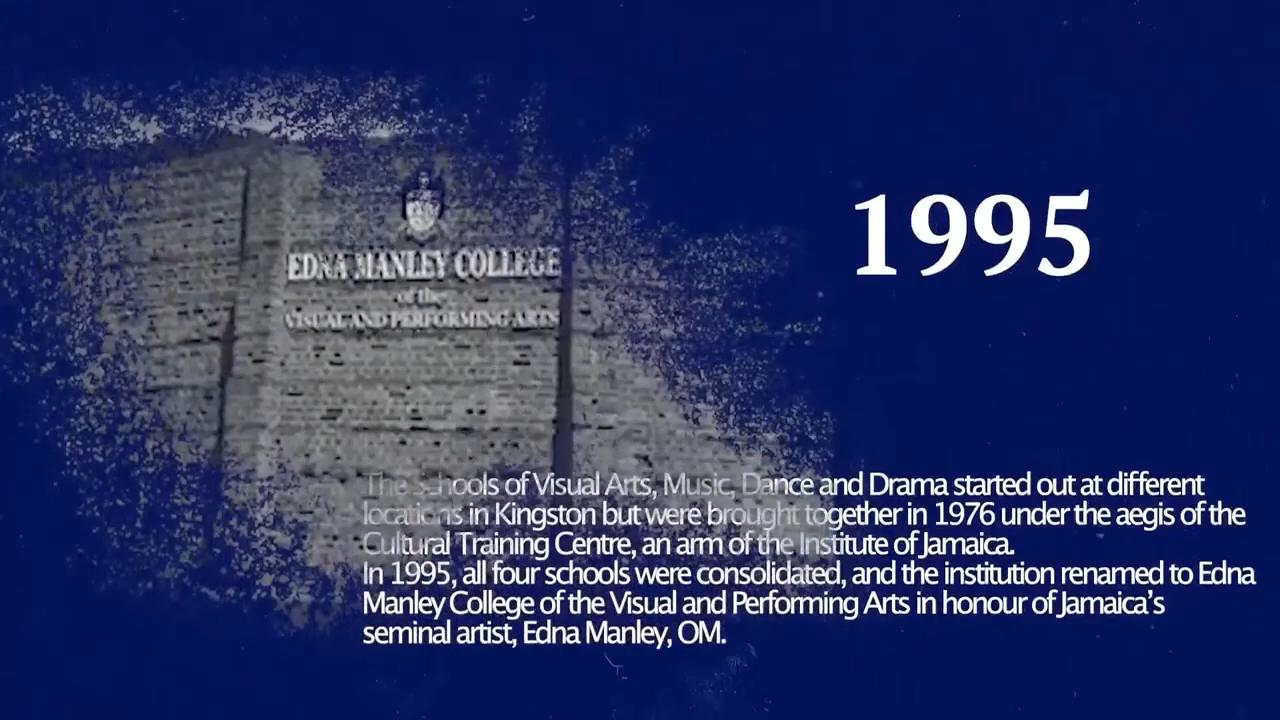 EDNA MANLEY COLLEGE
of the
VISUAL AND PERFORMING ARTS
1995
The Schools of Visual Arts, Music, Dance and Drama started out at different
locations in Kingston but were brought together in 1976 under the aegis of the
Cultural Training Centre, an arm of the Institute of Jamaica.
In 1995, all four schools were consolidated, and the institution renamed to Edna
Manley College of the Visual and Performing Arts in honour of Jamaica's
seminal artist, Edna Manley, OM.